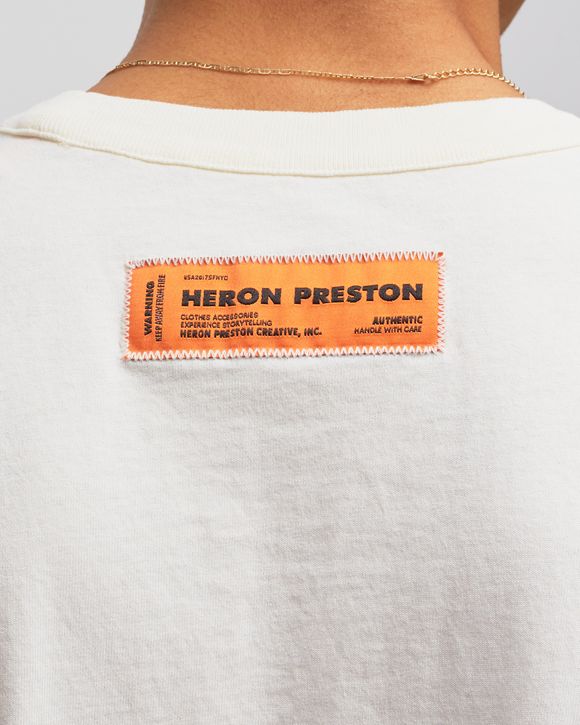 WARNING
KEEP AWAY FROM FIRE
USA2017SFNYC
HERON PRESTON
CLOTHES ACCESSORIES
EXPERIENCE STORYTELLING
HERON PRESTON CREATIVE, INC.
AUTHENTIC
HANDLE WITH CARE